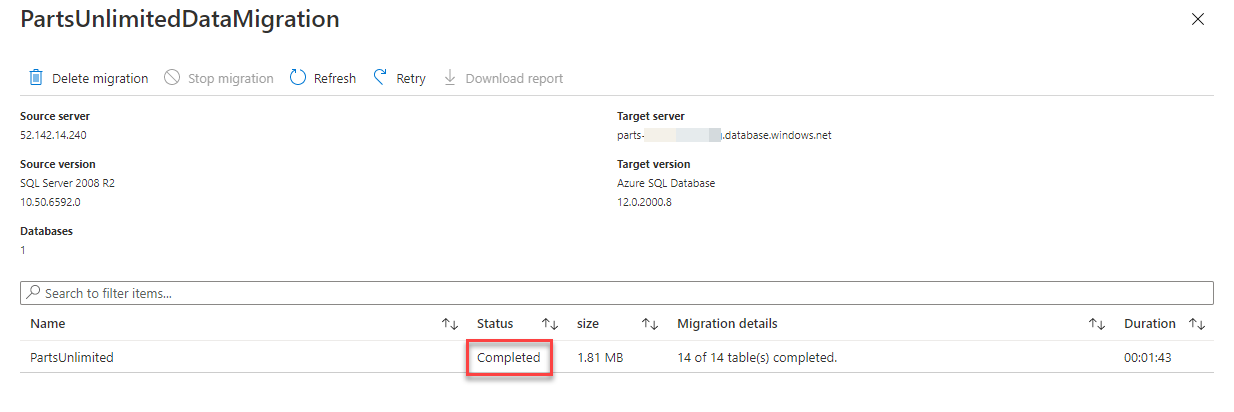 PartsUnlimitedDataMigration
Delete migration Stop migration Refresh Retry Download report
Source server Target server
52.142.14.240 parts- .database.windows.net
Source version Target version
SQL Server 2008 R2 Azure SQL Database
10.50.6592.0 12.0.2000.8
Databases
1
Search to filter items...
Name Status size Migration details Duration
PartsUnlimited Completed 1.81 MB 14 of 14 table(s) completed. 00:01:43